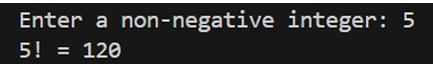 Enter a non-negative integer: 5
5! = 120